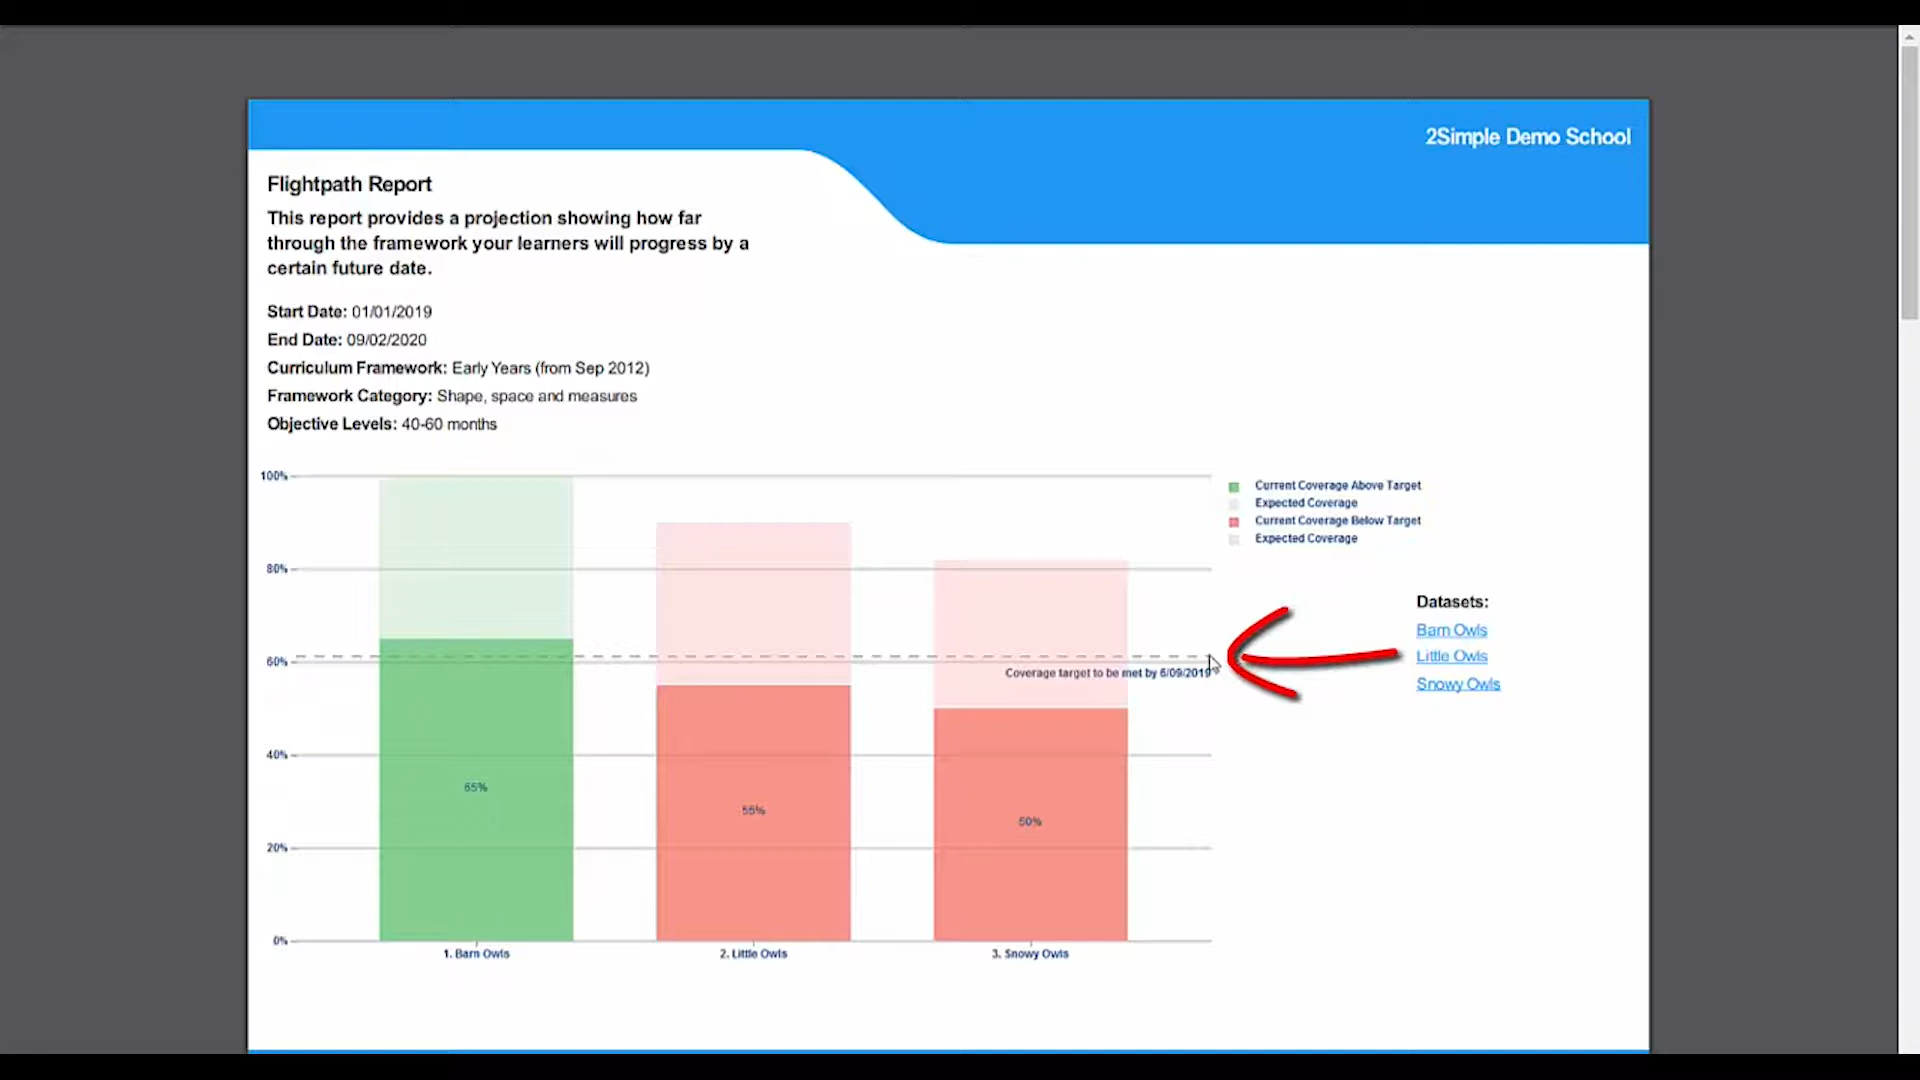 2Simple Demo School
Flightpath Report
This report provides a projection showing how far
through the framework your learners will progress by a
certain future date.
Start Date: 01/01/2019
End Date: 09/02/2020
Curriculum Framework: Early Years (from Sep 2012)
Framework Category: Shape, space and measures
Objective Levels: 40-60 months
100%
80%
60%
40%
20%
0%
65%
55%
50%
Coverage target to be met by 6/09/2019
1. Barn Owls
2. Little Owls
3. Snowy Owls
Current Coverage Above Target
Expected Coverage
Current Coverage Below Target
Expected Coverage
Datasets:
Barn Owls
Little Owls
Snowy Owls